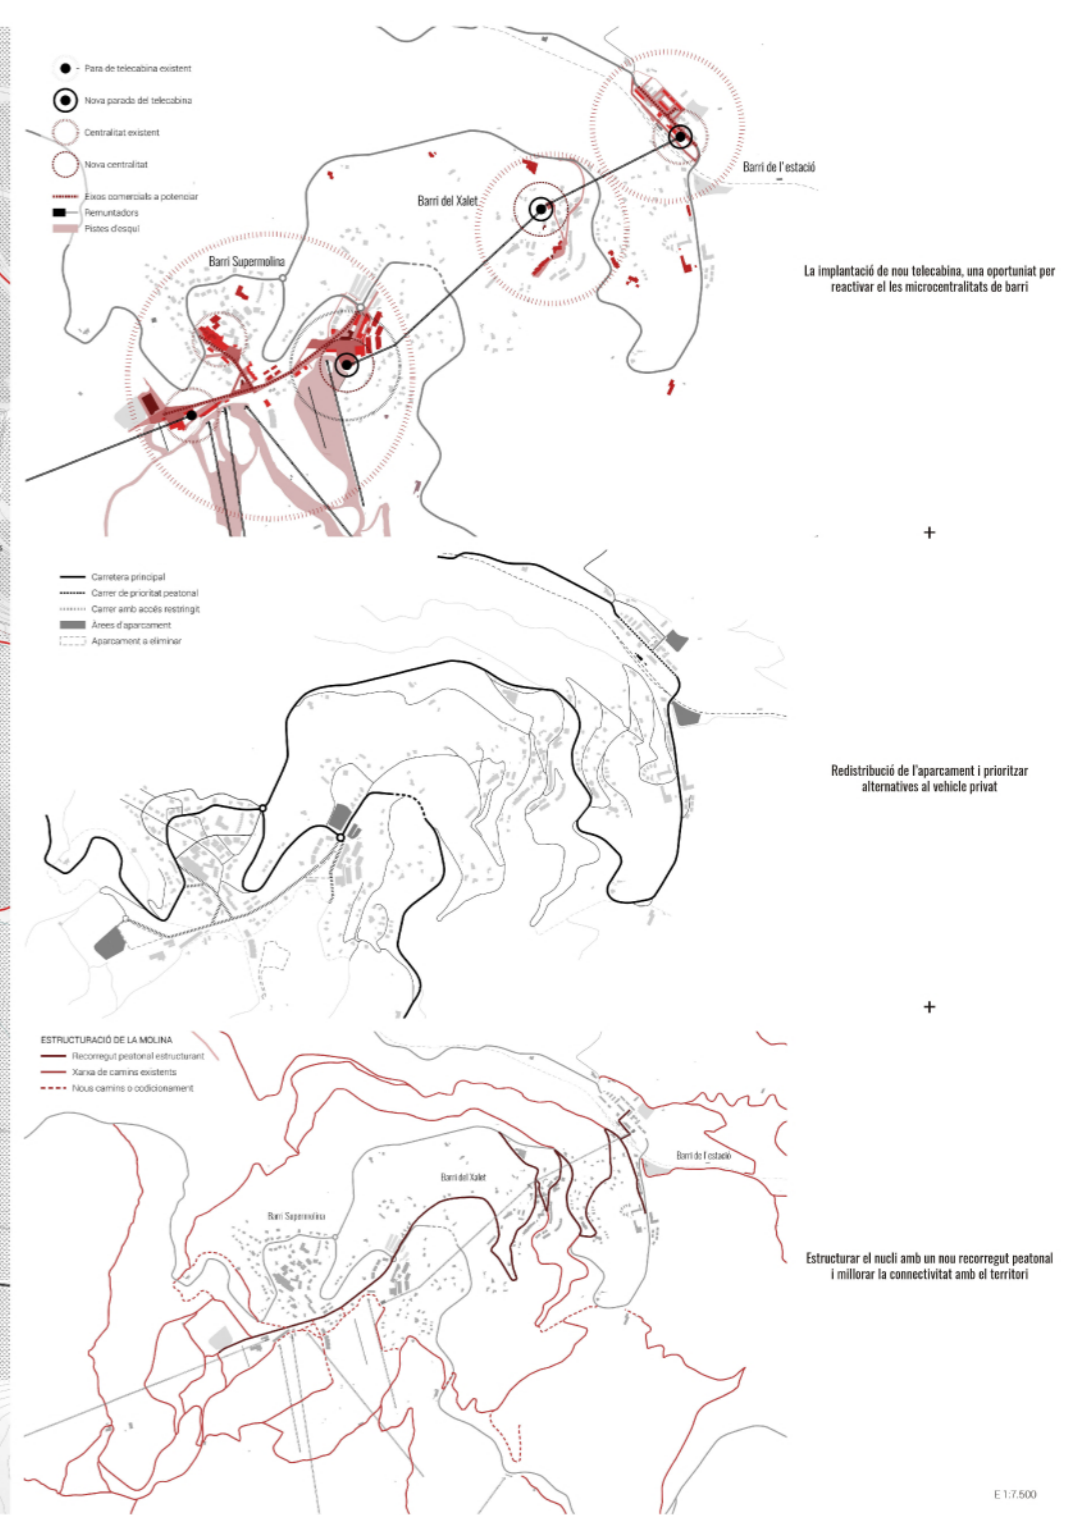 Para de telecabina existent
Nova parada del telecabina
Centralitat existent
Nova centralitat
Eixos comercials a potenciar
Remuntadors
Pistes d'esquí
Barri de l'estació
Barri del Xalet
Barri Supermolina
La implantació de nou telecabina, una oportuniat per
reactivar el les microcentralitats de barri
+
Carretera principal
Carrer de prioritat peatonal
Carrer amb accés restringit
Àrees d'aparcament
Aparcament a eliminar
Redistribució de l'aparcament i prioritzar
alternatives al vehicle privat
+
ESTRUCTURACIÓ DE LA MOLINA
Recorregut peatonal estructurant
Xarxa de camins existents
Nous camins o codicionament
Barri de l'estació
Barri del Xalet
Barri Supermolina
Estructurar el nucli amb un nou recorregut peatonal
i millorar la connectivitat amb el territori
E 1:7.500